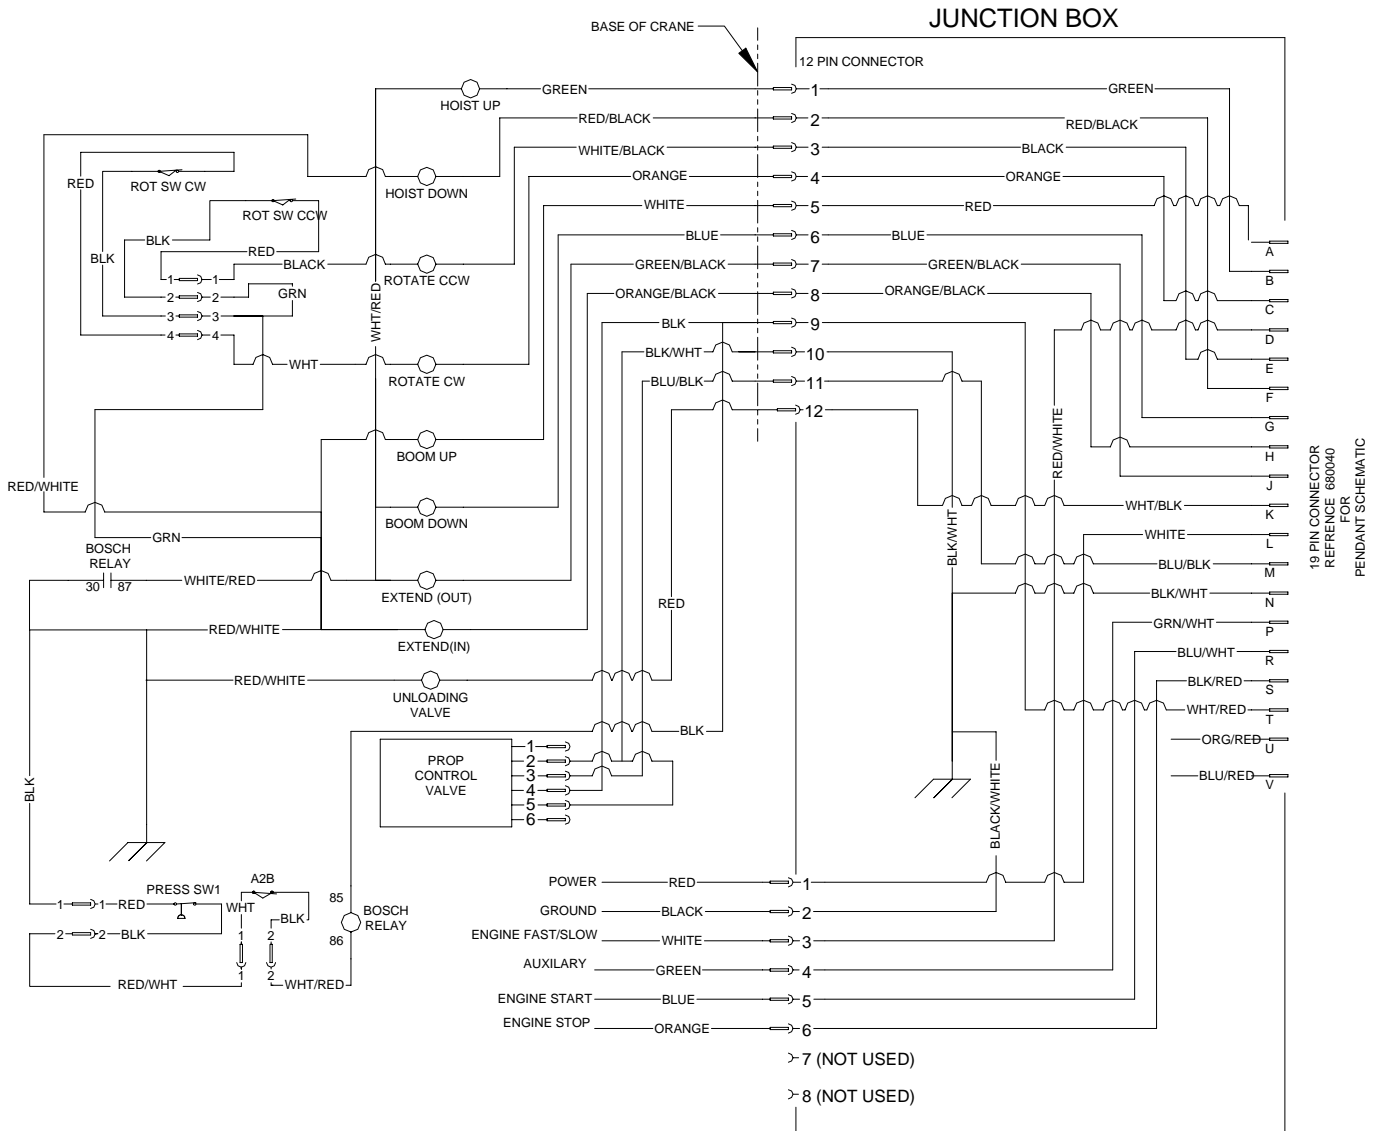 JUNCTION BOX
BASE OF CRANE
12 PIN CONNECTOR
GREEN
1
GREEN
HOIST UP
RED/BLACK
2
RED/BLACK
WHITE/BLACK
3
BLACK
RED
ROT SW CW
HOIST DOWN
ORANGE
4
ORANGE
ROT SW CCW
WHITE
5
RED
BLK
BLUE
6
BLUE
A
BLK
RED
BLACK
ROTATE CCW
GREEN/BLACK
7
GREEN/BLACK
B
1 1
GRN
2 2
ORANGE/BLACK
8
ORANGE/BLACK
C
3 3
WHT/RED
BLK
9
D
4 4
BLK/WHT
10
E
WHT
ROTATE CW
BLU/BLK
11
F
12
G
RED/WHITE
BOOM UP
H
RED/WHITE
J
19 PIN CONNECTOR
REFRENCE 680040
FOR
PENDANT SCHEMATIC
WHT/BLK
K
BOOM DOWN
GRN
BLK/WHT
WHITE
L
BOSCH
RELAY
30 87
WHITE/RED
EXTEND (OUT)
BLU/BLK
M
RED
BLK/WHT
N
RED/WHITE
EXTEND(IN)
GRN/WHT
P
BLU/WHT
R
RED/WHITE
UNLOADING
VALVE
BLK/RED
S
WHT/RED
T
BLK
ORG/RED
U
BLU/RED
V
PROP
CONTROL
VALVE
1
2
3
4
5
6
BLK
BLACK/WHITE
A2B
PRESS SW1
85
BOSCH
RELAY
86
1 1
RED
WHT
BLK
2 2
BLK
1 2
1 2
RED/WHT
WHT/RED
POWER
RED
1
GROUND
BLACK
2
ENGINE FAST/SLOW
WHITE
3
AUXILARY
GREEN
4
ENGINE START
BLUE
5
ENGINE STOP
ORANGE
6
7 (NOT USED)
8 (NOT USED)